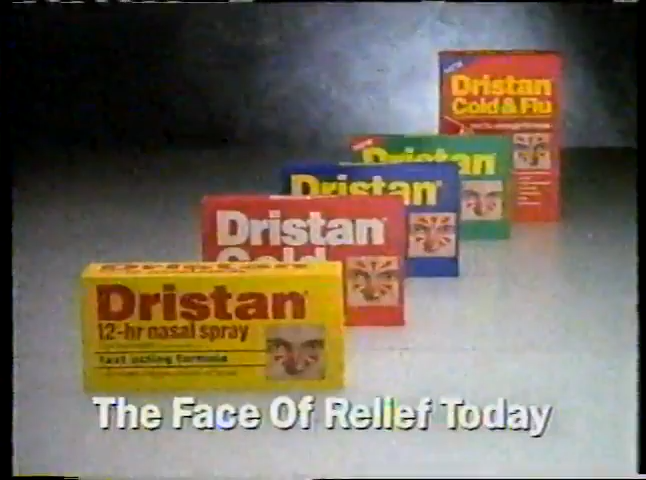 NEW
Dristan
Cold & Flu
Dristan
Dristan
Dristan
Cold
Dristan
12-hr nasal spray
fast acting formula
The Face Of Relief Today